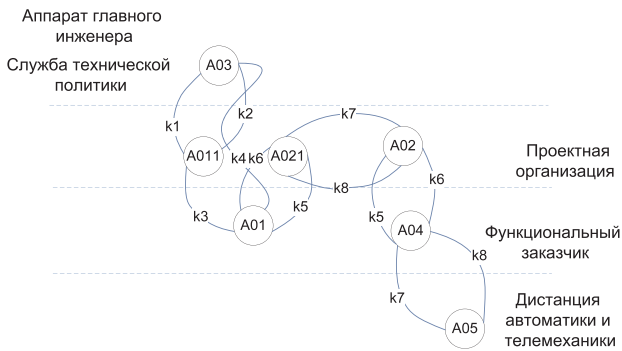 Аппарат главного
инженера
Служба технической
политики
A03
k2
k7
k1
A011
k4
k6
A021
A02
Проектная
организация
k6
k8
k5
k3
k5
A01
A04
Функциональный
заказчик
k8
k7
A05
Дистанция
автоматики и
телемеханики